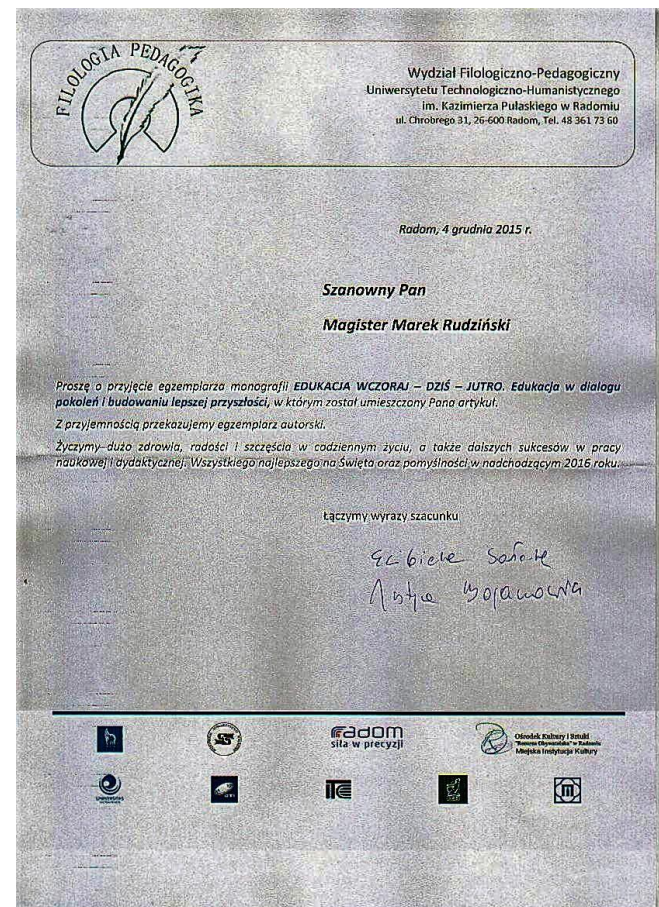 FILOLOGIA PEDAGOGIKA
Wydział Filologiczno-Pedagogiczny
Uniwersytetu Technologiczno-Humanistycznego
im. Kazimierza Pułaskiego w Radomiu
ul. Chrobrego 31, 26-600 Radom, Tel. 48 361 73 60
Radom, 4 grudnia 2015 r.
Szanowny Pan
Magister Marek Rudziński
Proszę o przyjęcie egzemplarza monografii EDUKACJA WCZORAJ – DZIŚ – JUTRO. Edukacja w dialogu
pokoleń i budowaniu lepszej przyszłości, w którym został umieszczony Pana artykuł.
Z przyjemnością przekazujemy egzemplarz autorski.
Życzymy dużo zdrowia, radości i szczęścia w codziennym życiu, a także dalszych sukcesów w pracy
naukowej i dydaktycznej. Wszystkiego najlepszego na Święta oraz pomyślności w nadchodzącym 2016 roku.
Łączymy wyrazy szacunku
radom
siła w precyzji
Ośrodek Kultury i Sztuki
"Resursa Obywatelska" w Radomiu
Miejska Instytucja Kultury